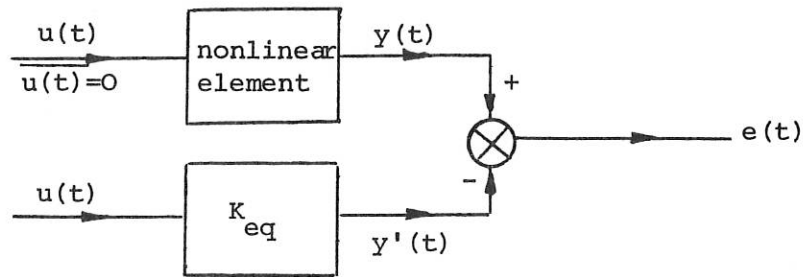 u(t)
u(t)=0
nonlinear
element
y(t)
+
e(t)
-
u(t)
K
eq
y'(t)